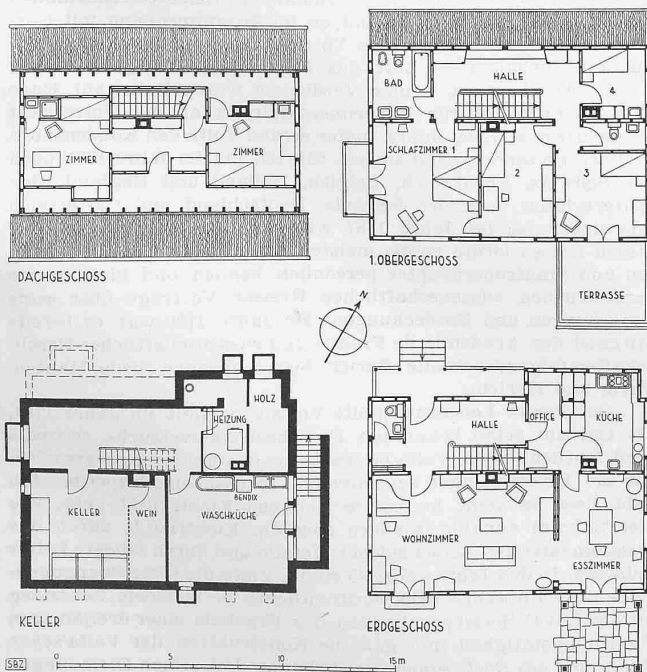 BAD
HALLE
4
ZIMMER
ZIMMER
SCHLAFZIMMER 1
2
3
DACHGESCHOSS
1. OBERGESCHOSS
TERRASSE
N
HOLZ
HEIZUNG
HALLE
OFFICE
KÜCHE
KELLER
WEIN
BENDIX
WASCHKÜCHE
WOHNZIMMER
ESSZIMMER
KELLER
ERDGESCHOSS
SBZ
0 5 10 15 m